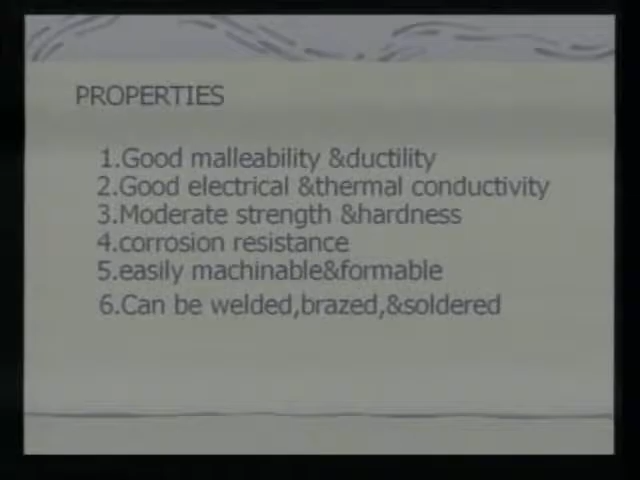 PROPERTIES
1.Good malleability &ductility
2.Good electrical &thermal conductivity
3.Moderate strength &hardness
4.corrosion resistance
5.easily machinable&formable
6.Can be welded,brazed,&soldered